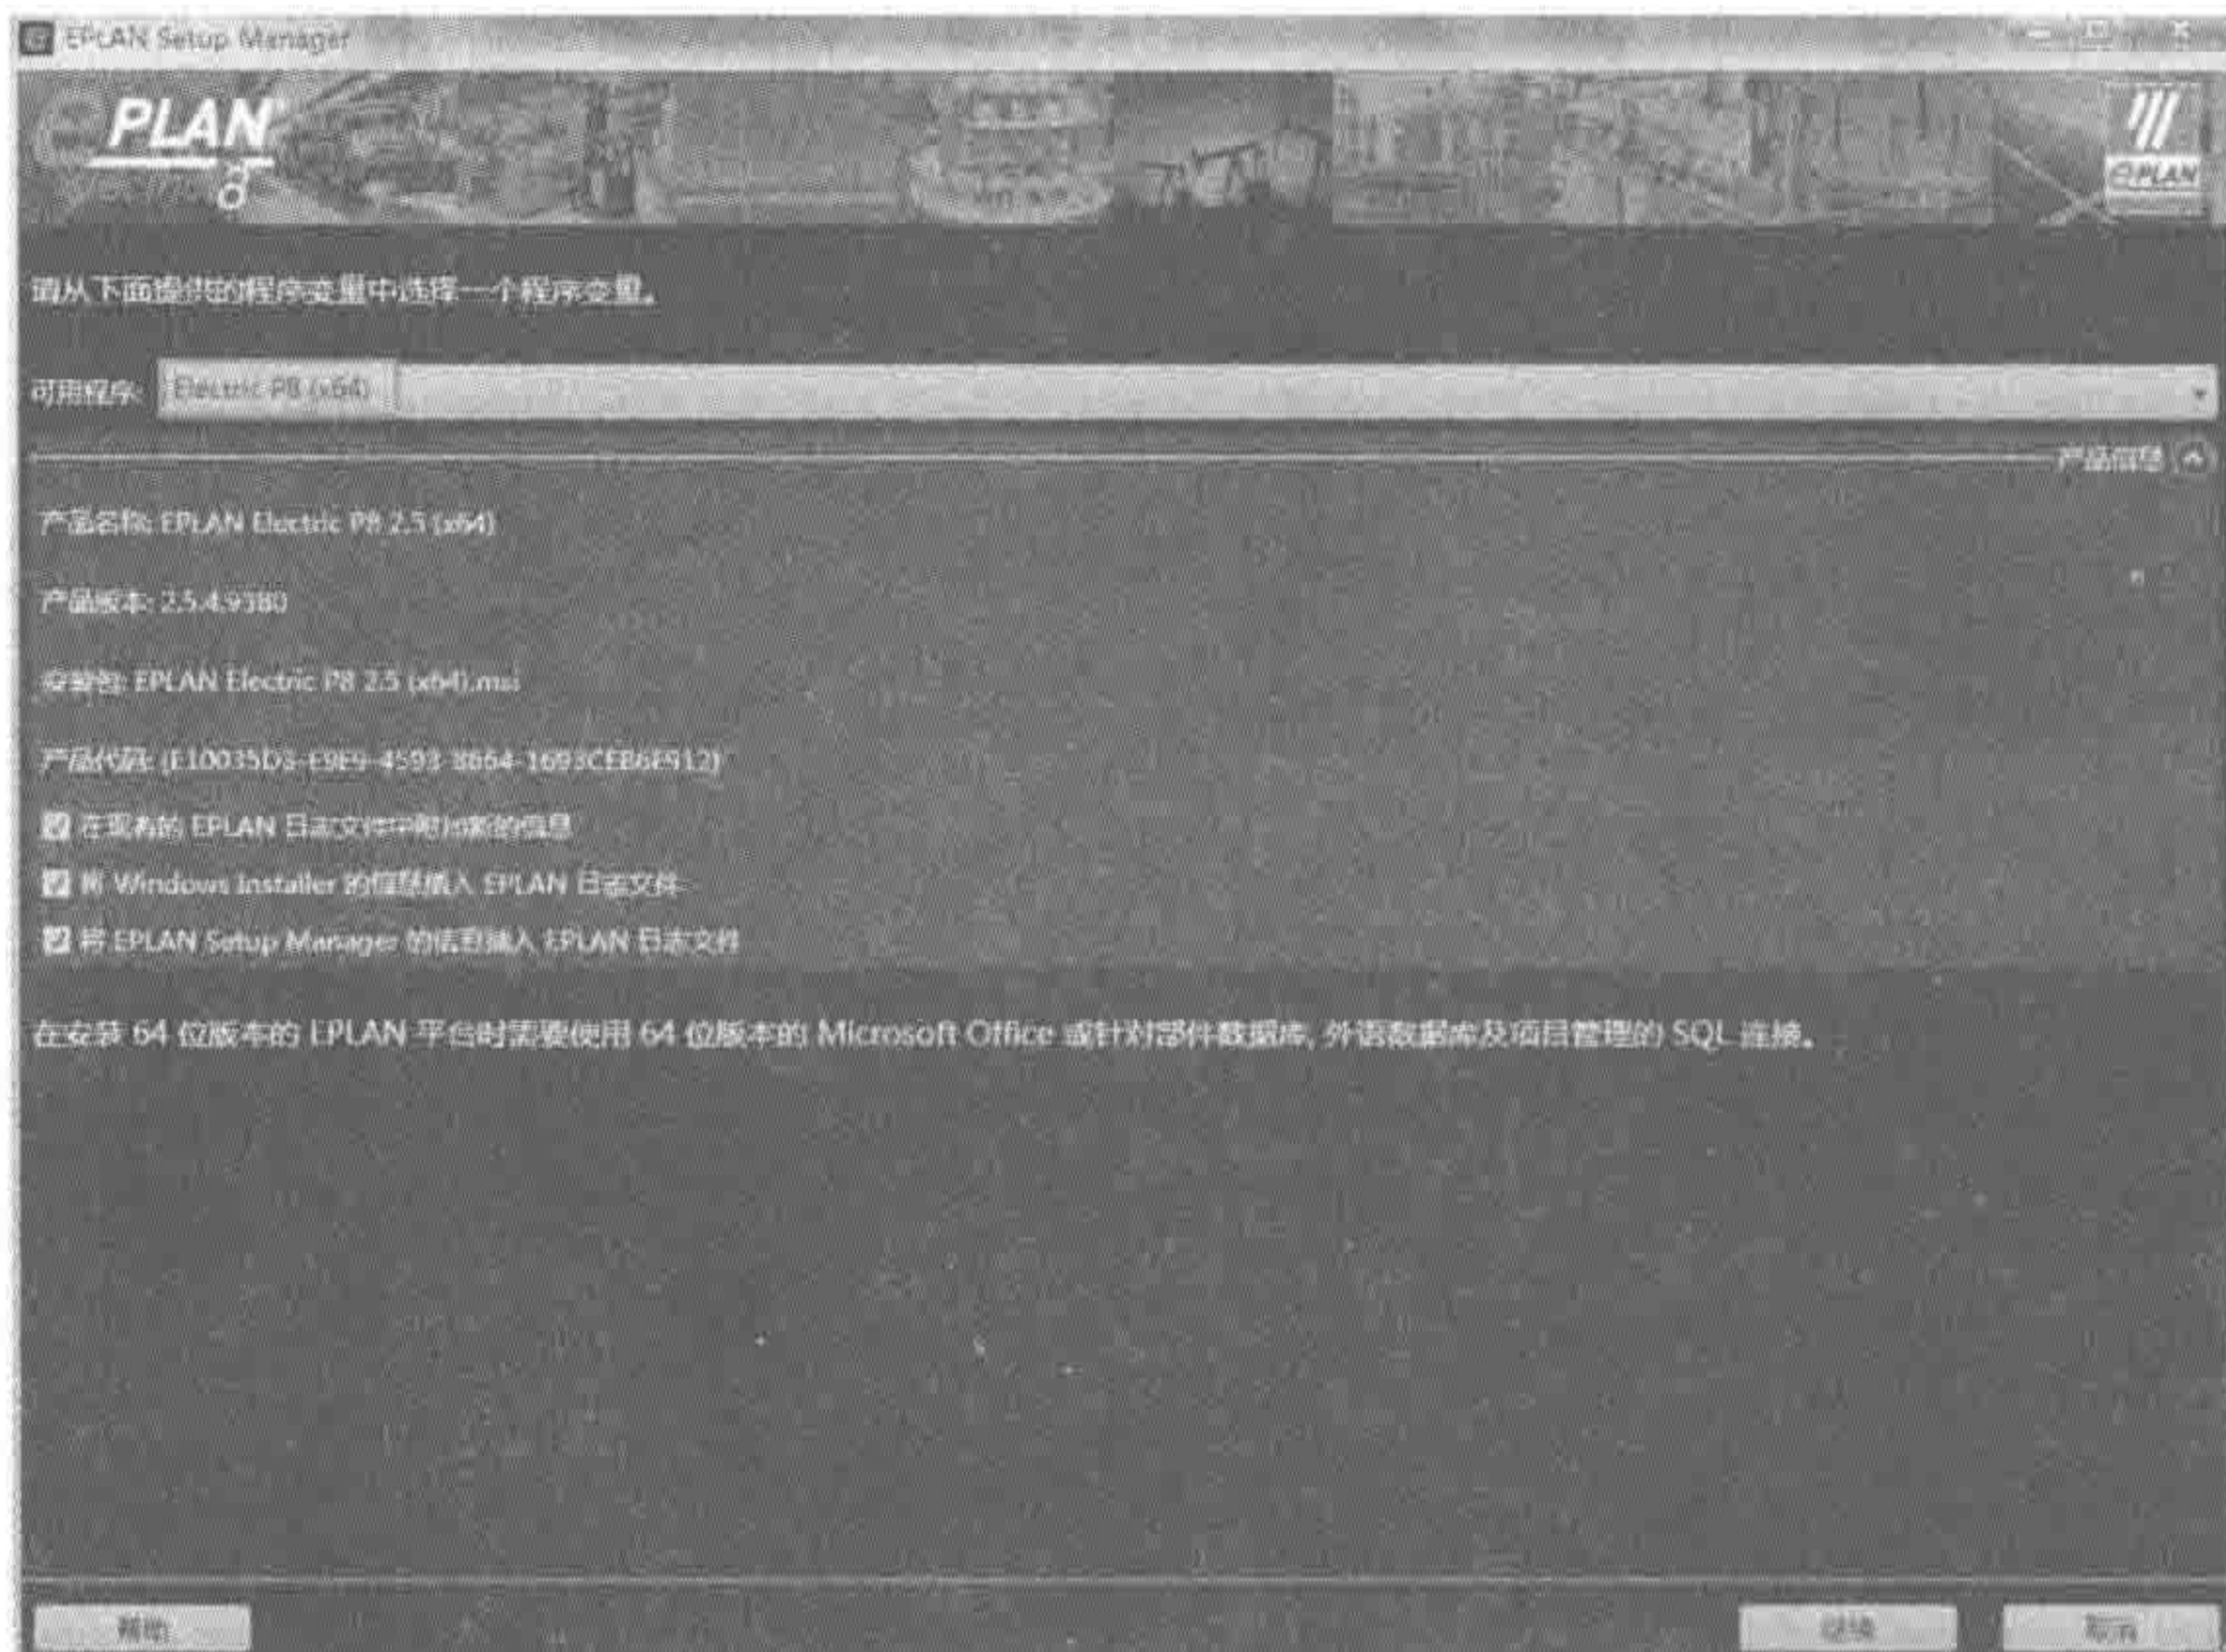 EPLAN Setup Manager
ePLAN
electric P8
ePLAN
请从下面提供的程序变量中选择一个程序变量。
可用程序: Electric P8 (x64)
产品信息
产品名称: EPLAN Electric P8 2.5 (x64)
产品版本: 2.5.4.9380
安装包: EPLAN Electric P8 2.5 (x64).msi
产品代码:
在现有的 EPLAN 日志文件中附加新的信息
将 Windows Installer 的信息插入 EPLAN 日志文件
将 EPLAN Setup Manager 的信息插入 EPLAN 日志文件
在安装 64 位版本的 EPLAN 平台时需要使用 64 位版本的 Microsoft Office 或针对部件数据库, 外语数据库及项目管理的 SQL 连接。
帮助 继续 取消